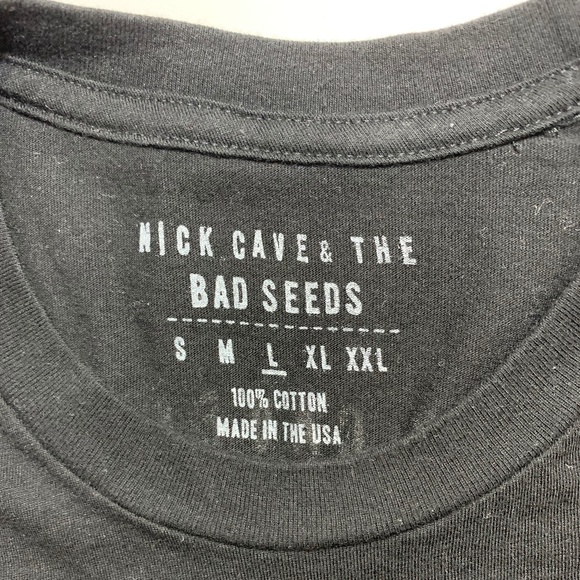 NICK CAVE & THE
BAD SEEDS
S M L XL XXL
100% COTTON
MADE IN THE USA